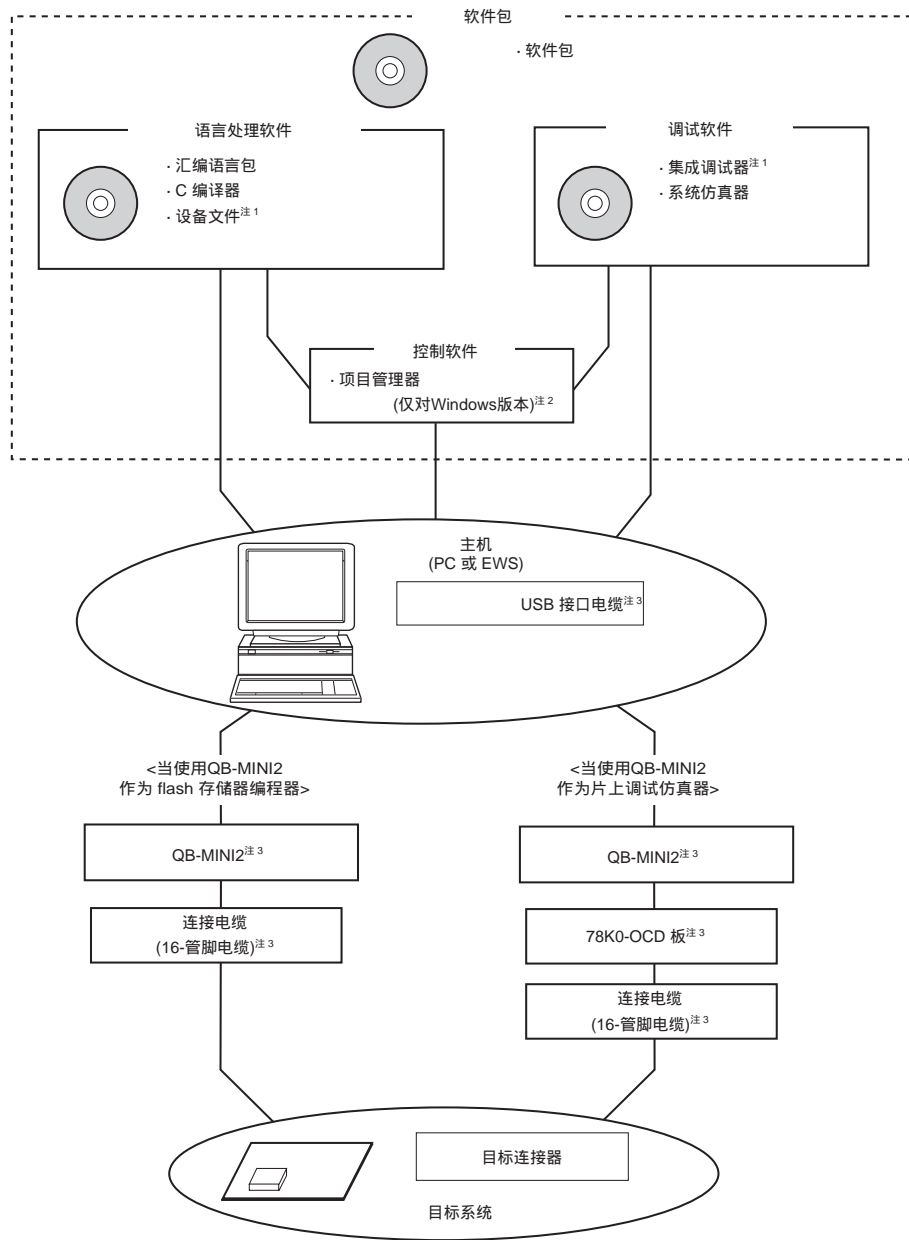 软件包
· 软件包
语言处理软件
· 汇编语言包
· C 编译器
· 设备文件注 1
调试软件
· 集成调试器注 1
· 系统仿真器
控制软件
· 项目管理器
(仅对Windows版本)注 2
主机
(PC 或 EWS)
USB 接口电缆注 3
<当使用QB-MINI2
作为 flash 存储器编程器>
QB-MINI2注 3
连接电缆
(16-管脚电缆)注 3
<当使用QB-MINI2
作为片上调试仿真器>
QB-MINI2注 3
78K0-OCD 板注 3
连接电缆
(16-管脚电缆)注 3
目标连接器
目标系统